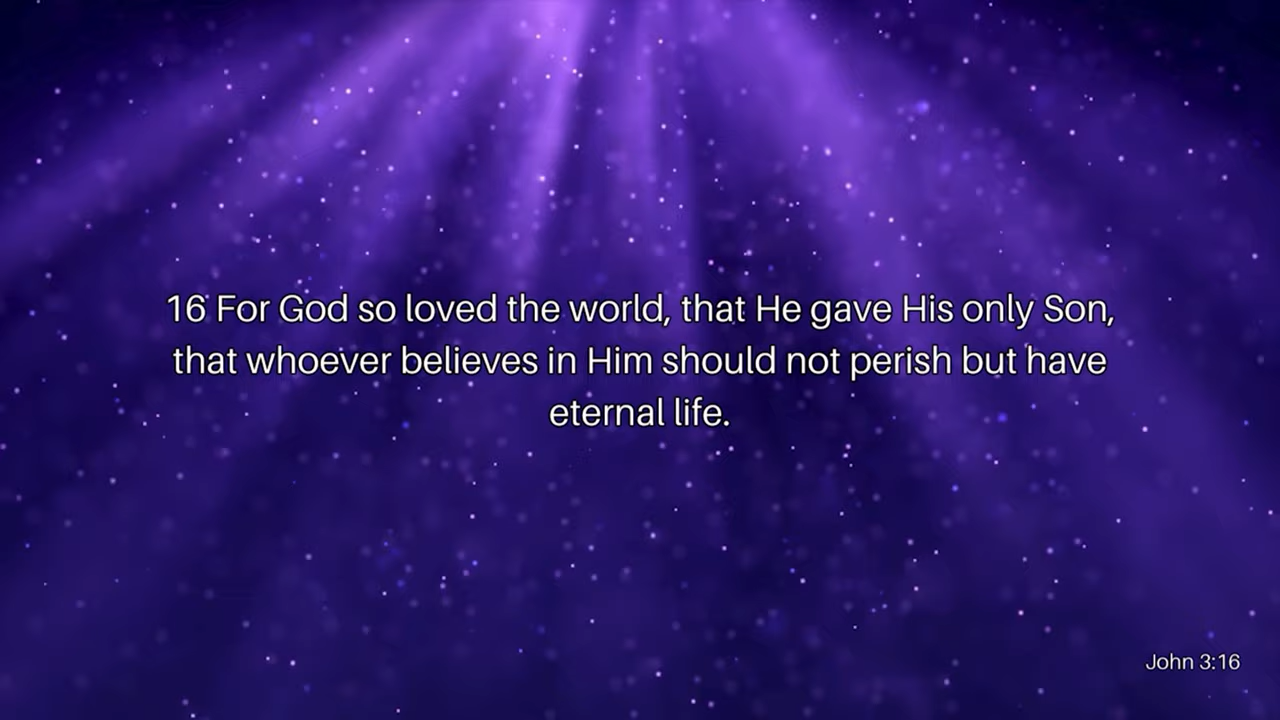 16 For God so loved the world, that He gave His only Son,
that whoever believes in Him should not perish but have
eternal life.
John 3:16